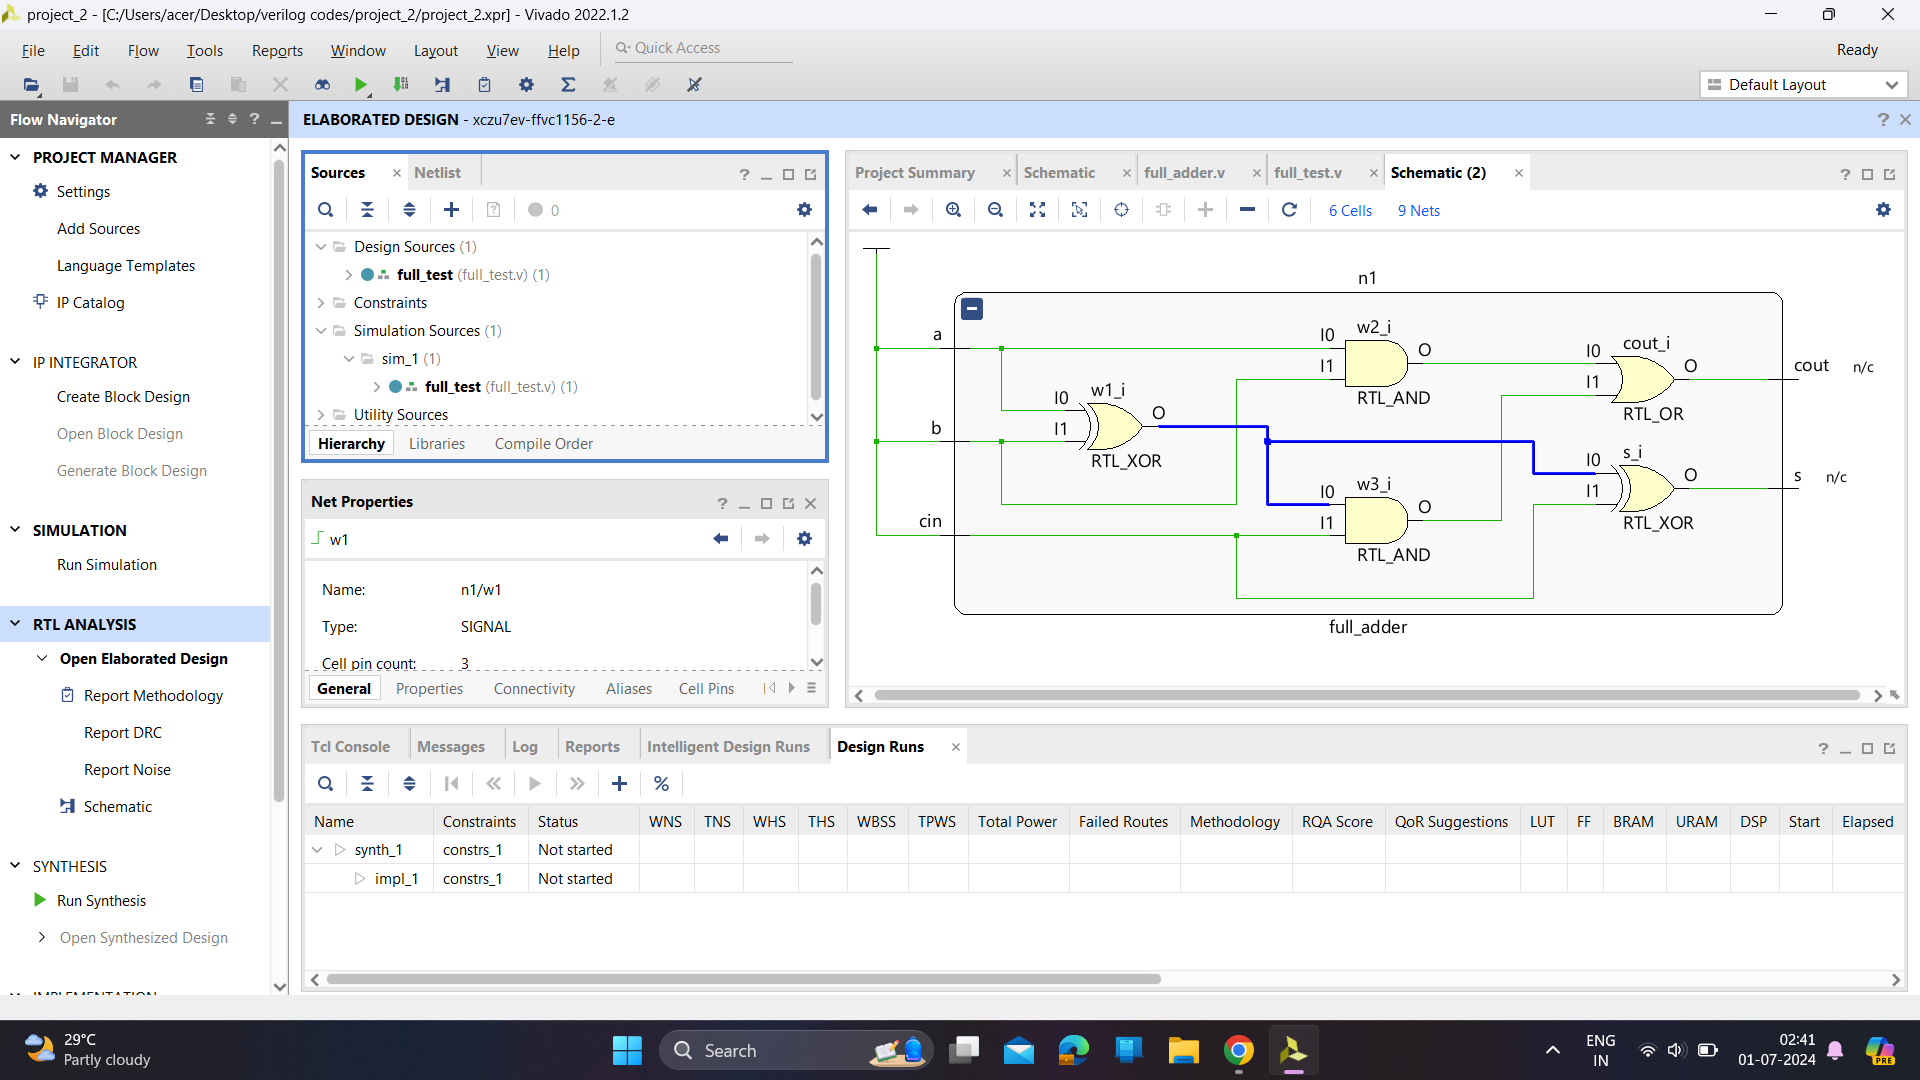 project_2 - [C:/Users/acer/Desktop/verilog codes/project_2/project_2.xpr] - Vivado 2022.1.2
File Edit Flow Tools Reports Window Layout View Help Quick Access Ready
Default Layout
Flow Navigator
ELABORATED DESIGN - xczu7ev-ffvc1156-2-e
PROJECT MANAGER
Settings
Add Sources
Language Templates
IP Catalog
IP INTEGRATOR
Create Block Design
Open Block Design
Generate Block Design
SIMULATION
Run Simulation
RTL ANALYSIS
Open Elaborated Design
Report Methodology
Report DRC
Report Noise
Schematic
SYNTHESIS
Run Synthesis
Open Synthesized Design
IMPLEMENTATION
Sources Netlist
0
Design Sources (1)
full_test (full_test.v) (1)
Constraints
Simulation Sources (1)
sim_1 (1)
full_test (full_test.v) (1)
Utility Sources
Hierarchy Libraries Compile Order
Net Properties
w1
Name: n1/w1
Type: SIGNAL
Cell pin count: 3
General Properties Connectivity Aliases Cell Pins
Project Summary Schematic full_adder.v full_test.v Schematic (2)
6 Cells 9 Nets
n1
a
b
cin
w1_i
I0
I1
O
RTL_XOR
w2_i
I0
I1
O
RTL_AND
w3_i
I0
I1
O
RTL_AND
cout_i
I0
I1
O
RTL_OR
cout n/c
s_i
I0
I1
O
RTL_XOR
s n/c
full_adder
Tcl Console Messages Log Reports Intelligent Design Runs Design Runs
Name Constraints Status WNS TNS WHS THS WBSS TPWS Total Power Failed Routes Methodology RQA Score QoR Suggestions LUT FF BRAM URAM DSP Start Elapsed
synth_1 constrs_1 Not started
impl_1 constrs_1 Not started
29°C
Partly cloudy
Search
ENG
IN
02:41
01-07-2024
PRE